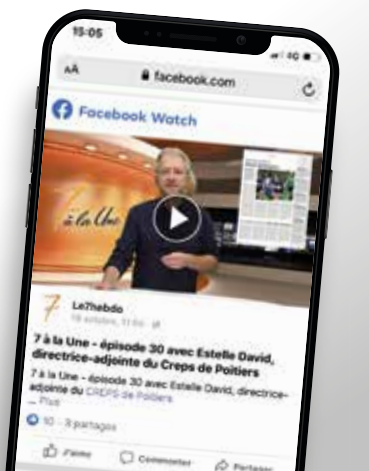 15:05
4G
AA facebook.com
Facebook Watch
7
à la Une
7 Le7hebdo
7 à la Une - épisode 30 avec Estelle David,
directrice-adjointe du Creps de Poitiers
7 à la Une - épisode 30 avec Estelle David, directrice-
adjointe du CREPS de Poitiers
... Plus
10 · 3 partages
J'aime Commenter Partager